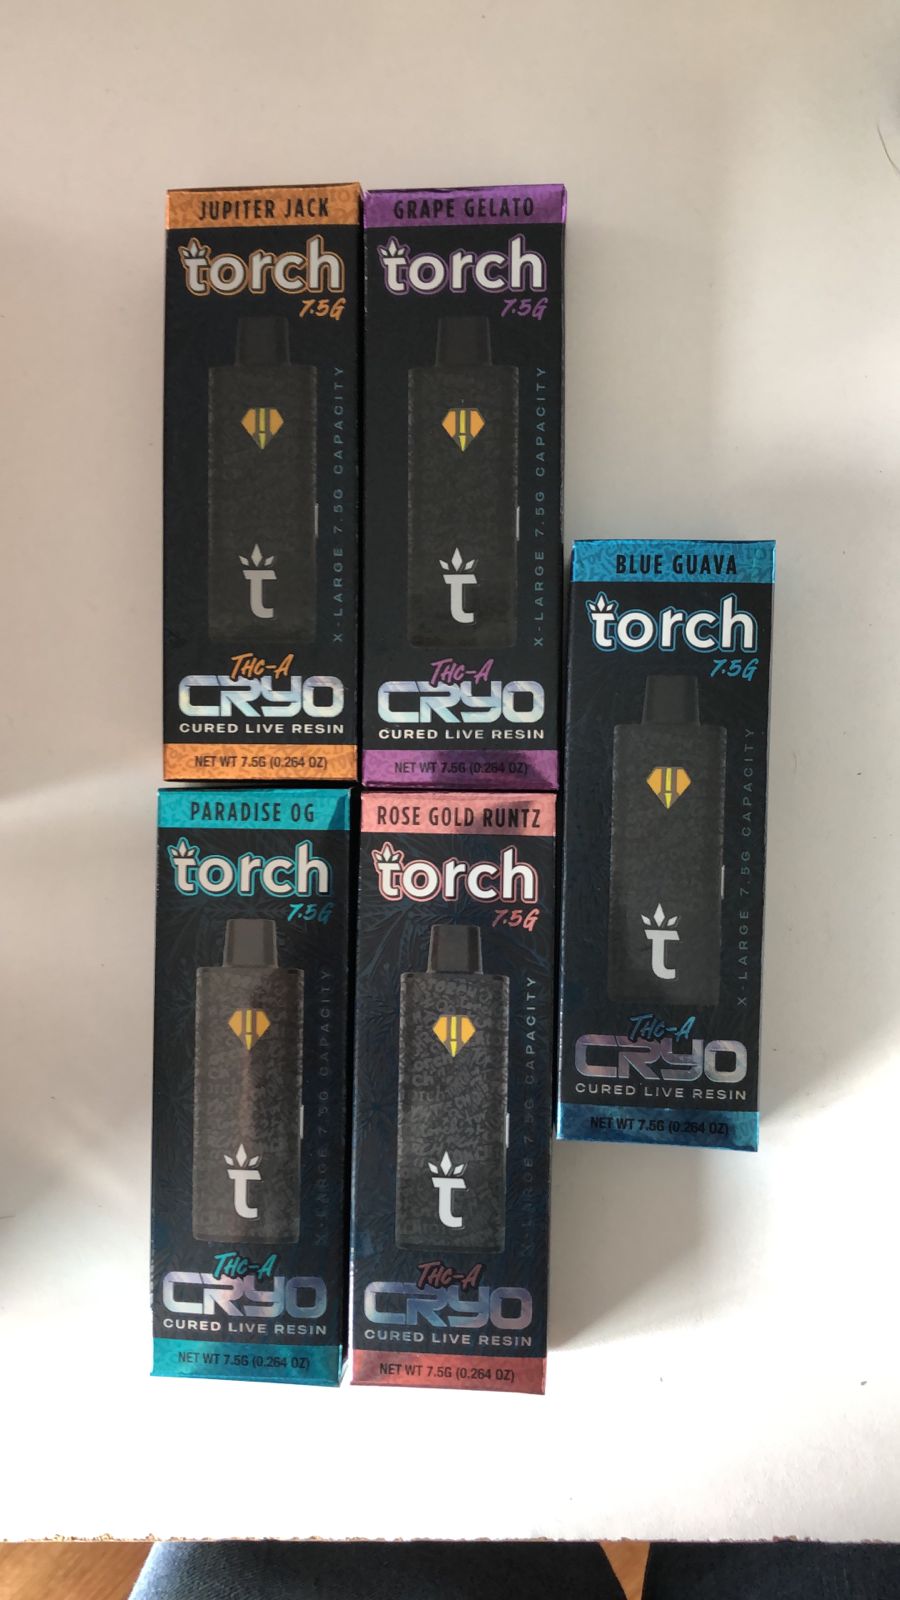 JUPITER JACK
torch
7.5G
X-LARGE 7.5G CAPACITY
t
THC-A
CRYO
CURED LIVE RESIN
NET WT 7.5G (0.264 OZ)
GRAPE GELATO
torch
7.5G
X-LARGE 7.5G CAPACITY
t
THC-A
CRYO
CURED LIVE RESIN
NET WT 7.5G (0.264 OZ)
BLUE GUAVA
torch
7.5G
X-LARGE 7.5G CAPACITY
t
THC-A
CRYO
CURED LIVE RESIN
NET WT 7.5G (0.264 OZ)
PARADISE OG
torch
7.5G
X-LARGE 7.5G CAPACITY
t
THC-A
CRYO
CURED LIVE RESIN
NET WT 7.5G (0.264 OZ)
ROSE GOLD RUNTZ
torch
7.5G
X-LARGE 7.5G CAPACITY
t
THC-A
CRYO
CURED LIVE RESIN
NET WT 7.5G (0.264 OZ)